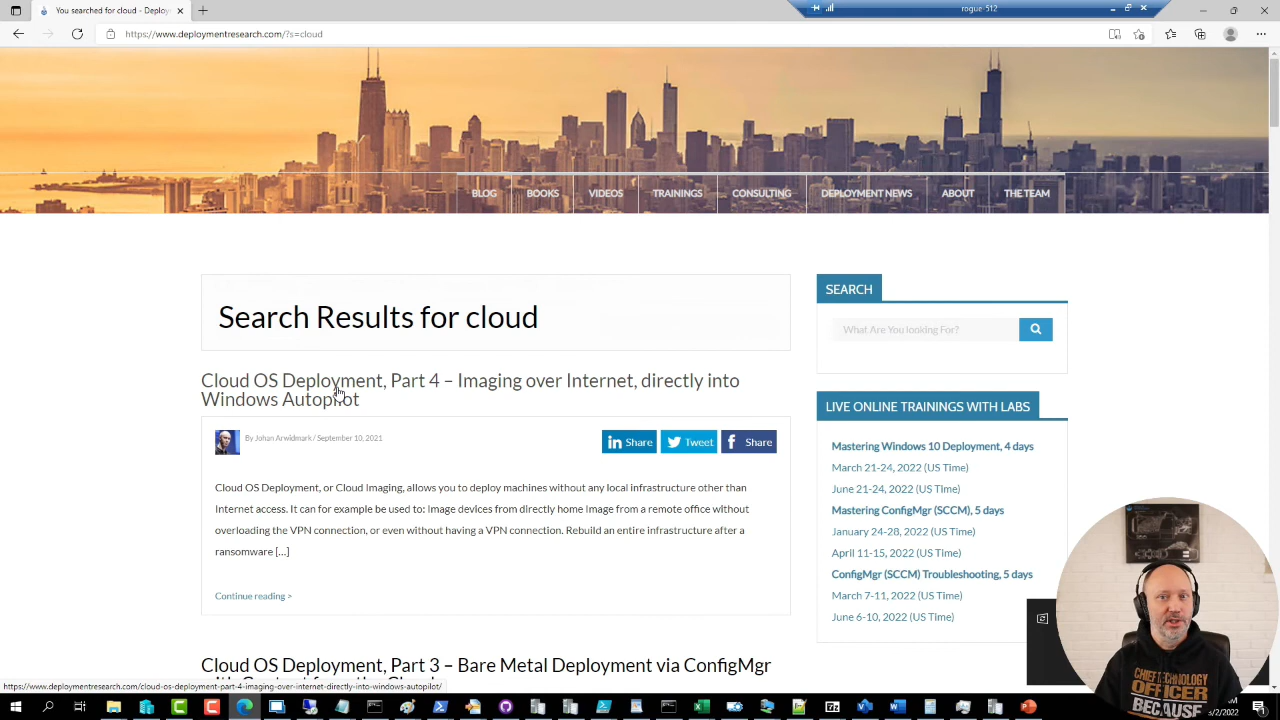 You searched for cloud - Deploy
rogue-512
https://www.deploymentresearch.com/?s=cloud
BLOG
BOOKS
VIDEOS
TRAININGS
CONSULTING
DEPLOYMENT NEWS
ABOUT
THE TEAM
Search Results for cloud
Cloud OS Deployment, Part 4 – Imaging over Internet, directly into
Windows Autopilot
By Johan Arwidmark / September 10, 2021
Share
Tweet
Share
Cloud OS Deployment, or Cloud Imaging, allows you to deploy machines without any local infrastructure other than
Internet access. It can for example be used to: Image devices from directly home Image from a remote office without
overloading the VPN connection, or even without having a VPN connection. Rebuild an entire infrastructure after a
ransomware […]
Continue reading >
Cloud OS Deployment, Part 3 – Bare Metal Deployment via ConfigMgr
SEARCH
What Are You looking For?
LIVE ONLINE TRAININGS WITH LABS
Mastering Windows 10 Deployment, 4 days
March 21-24, 2022 (US Time)
June 21-24, 2022 (US Time)
Mastering ConfigMgr (SCCM), 5 days
January 24-28, 2022 (US Time)
April 11-15, 2022 (US Time)
ConfigMgr (SCCM) Troubleshooting, 5 days
March 7-11, 2022 (US Time)
June 6-10, 2022 (US Time)
CHIEF TECHNOLOGY
OFFICER
BECAUSE
https://www.deploymentresearch.com/cloud-os-deployment-part-4-imaging-over-internet-directly-into-windows-autopilot/
/2/2022